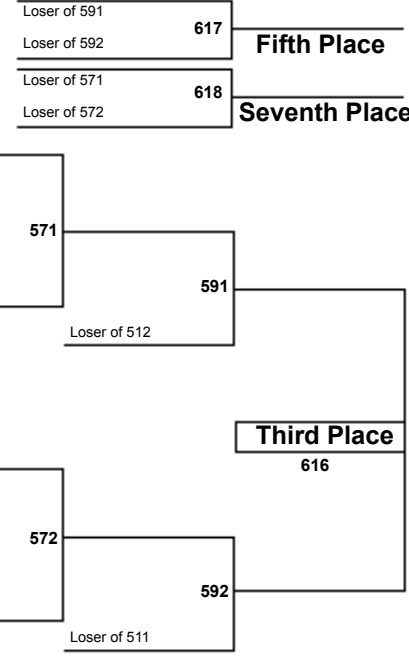 Loser of 591
617
Loser of 592
Fifth Place
Loser of 571
618
Loser of 572
Seventh Place
571
591
Loser of 512
Third Place
616
572
592
Loser of 511